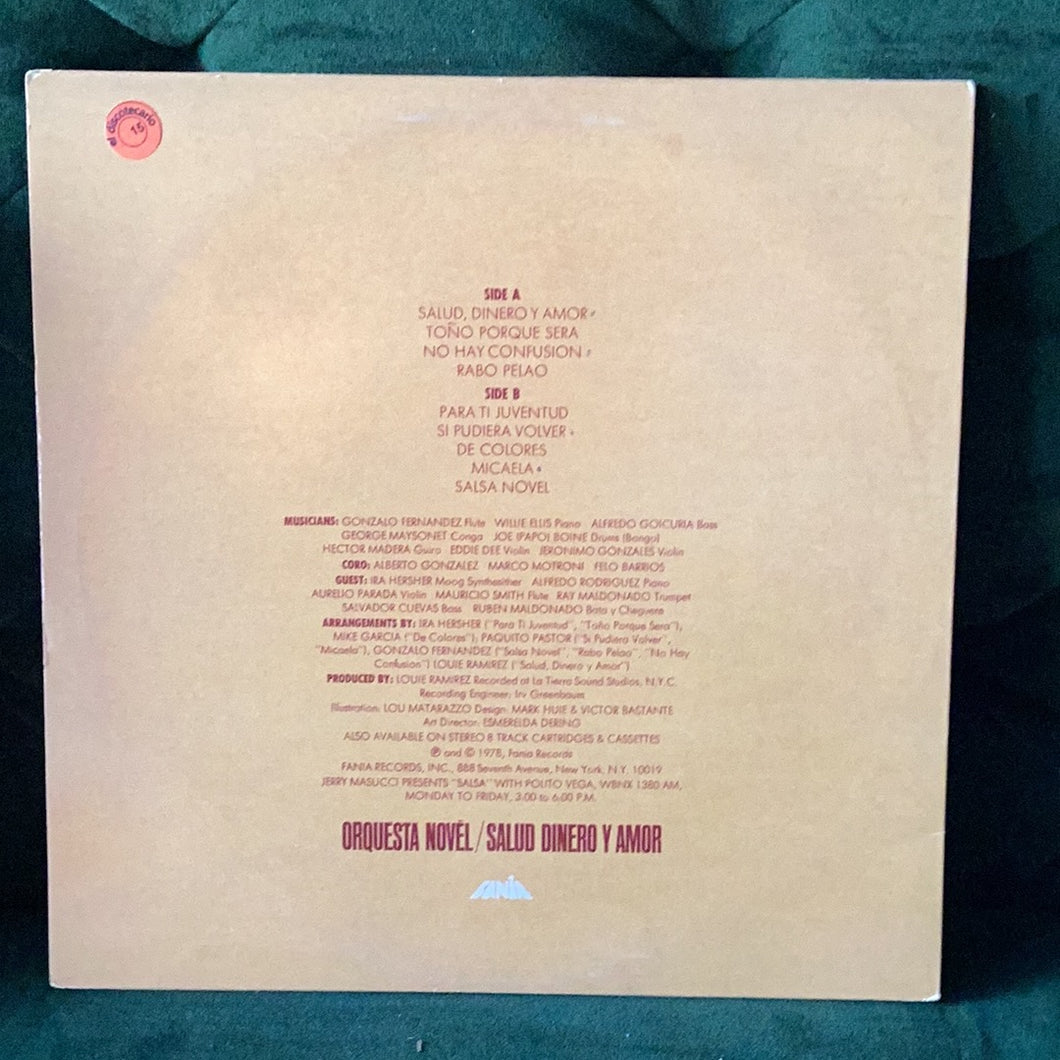 el discotecario
15
SIDE A
SALUD, DINERO Y AMOR
TOÑO PORQUE SERA
NO HAY CONFUSION
RABO PELAO
SIDE B
PARA TI JUVENTUD
SI PUDIERA VOLVER
DE COLORES
MICAELA
SALSA NOVEL
MUSICIANS: GONZALO FERNANDEZ Flute WILLIE ELLIS Piano ALFREDO GOICURIA Bass
GEORGE MAYSONET Conga JOE (PAPO) BOINE Drums (Bongo)
HECTOR MADERA Guiro EDDIE DEE Violin JERONIMO GONZALES Violin
CORO: ALBERTO GONZALEZ MARCO MOTRONI FELO BARRIOS
GUEST: IRA HERSHER Moog Synthesither ALFREDO RODRIGUEZ Piano
AURELIO PARADA Violin MAURICIO SMITH Flute RAY MALDONADO Trumpet
SALVADOR CUEVAS Bass RUBEN MALDONADO Bata y Chequere
ARRANGEMENTS BY: IRA HERSHER ("Para Ti Juventud", "Toño Porque Sera"),
MIKE GARCIA ("De Colores"); PAQUITO PASTOR ("Si Pudiera Volver",
"Micaela"), GONZALO FERNANDEZ ("Salsa Novel", "Rabo Pelao", "No Hay
Confusion") LOUIE RAMIREZ ("Salud, Dinero y Amor")
PRODUCED BY: LOUIE RAMIREZ Recorded at La Tierra Sound Studios, N.Y.C.
Recording Engineer: Irv Greenbaum
Illustration: LOU MATARAZZO Design: MARK HUIE & VICTOR BASTANTE
Art Director: ESMERELDA DERING
ALSO AVAILABLE ON STEREO 8 TRACK CARTRIDGES & CASSETTES
℗ and © 1978, Fania Records
FANIA RECORDS, INC., 888 Seventh Avenue, New York, N.Y. 10019
JERRY MASUCCI PRESENTS "SALSA" WITH POLITO VEGA, WBNX 1380 AM,
MONDAY TO FRIDAY, 3:00 to 6:00 P.M.
ORQUESTA NOVÊL/SALUD DINERO Y AMOR
FANIA